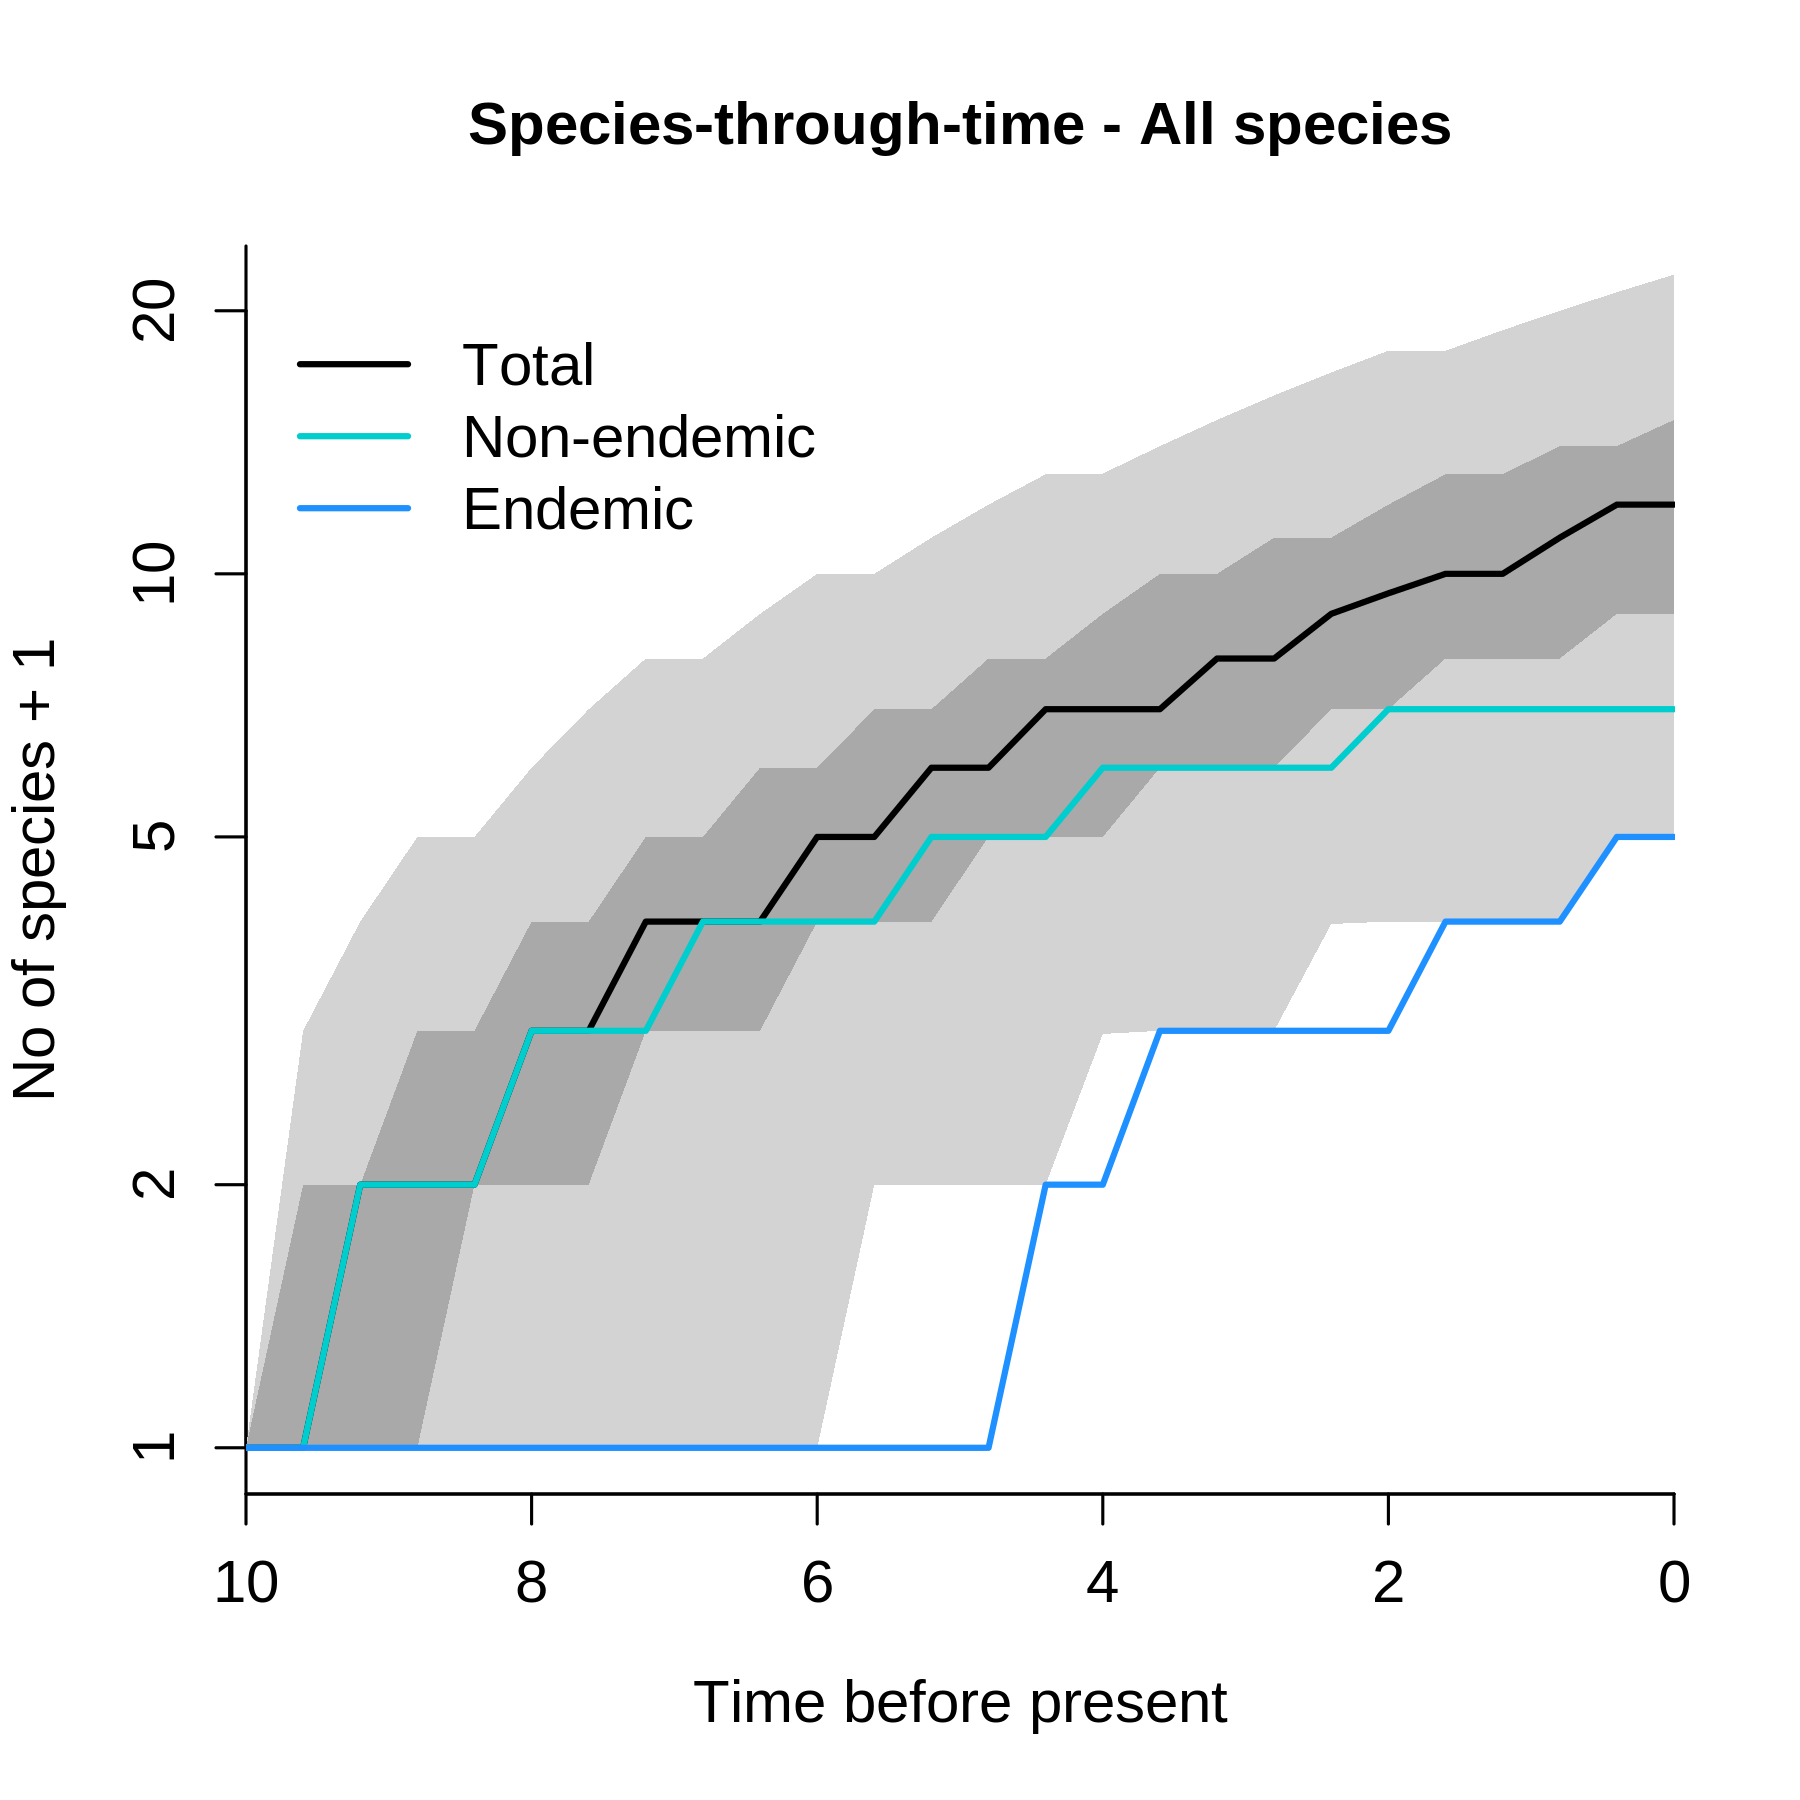 Species-through-time - All species
20
10
5
2
1
No of species + 1
Total
Non-endemic
Endemic
10 8 6 4 2 0
Time before present